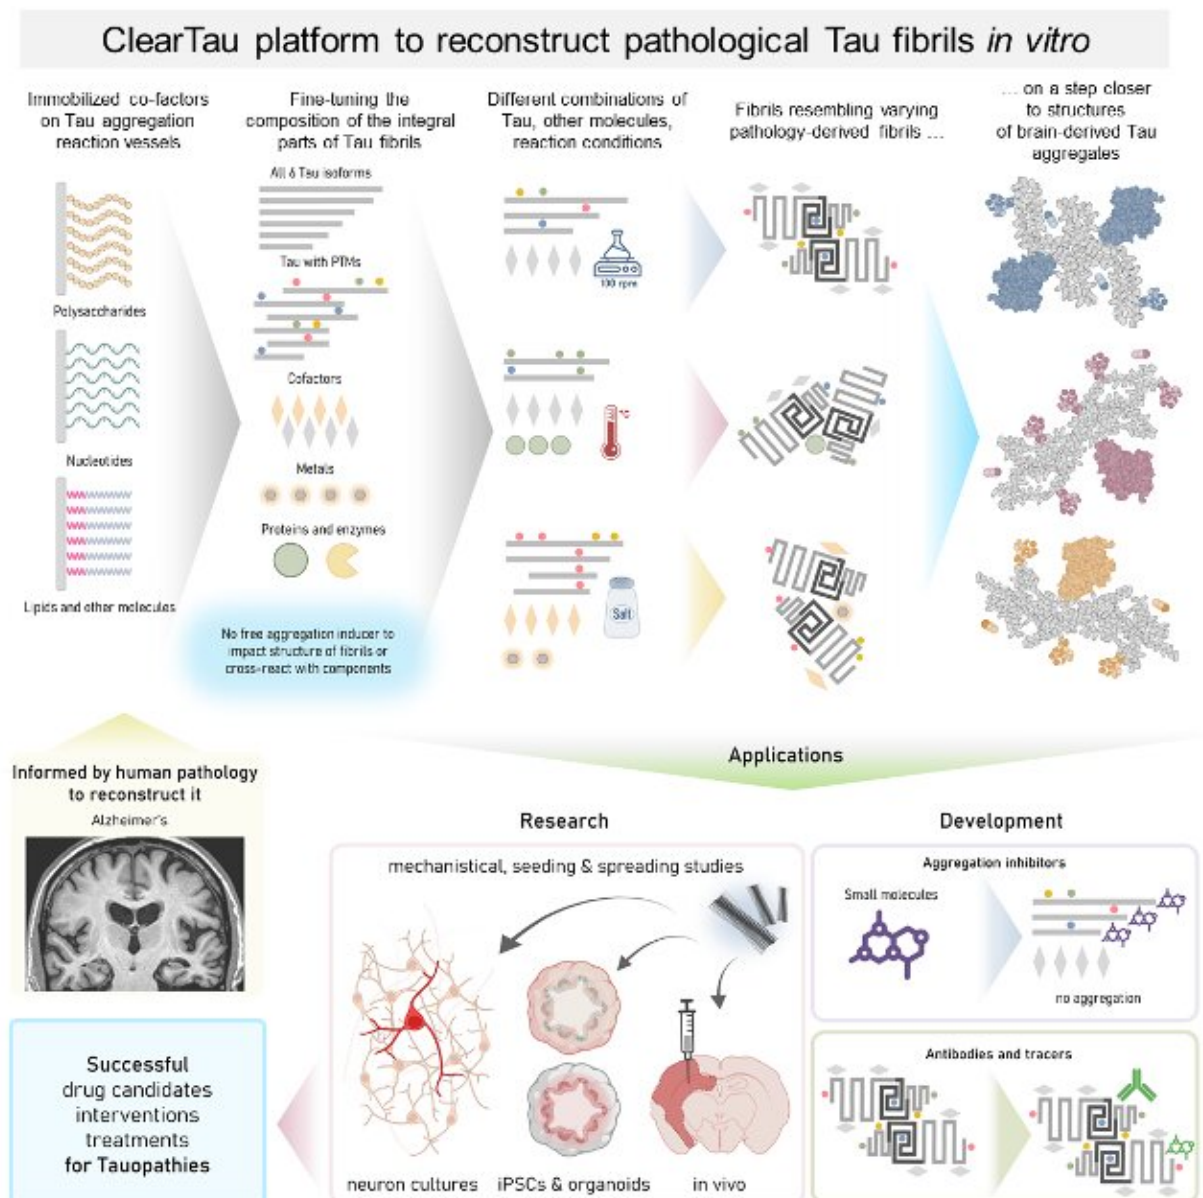 ClearTau platform to reconstruct pathological Tau fibrils in vitro
Immobilized co-factors
on Tau aggregation
reaction vessels
Polysaccharides
Nucleotides
Lipids and other molecules
Fine-tuning the
composition of the integral
parts of Tau fibrils
All 6 Tau isoforms
Tau with PTMs
Cofactors
Metals
Proteins and enzymes
No free aggregation inducer to
impact structure of fibrils or
cross-react with components
Different combinations of
Tau, other molecules,
reaction conditions
100 rpm
°C
Salt
Fibrils resembling varying
pathology-derived fibrils ...
... on a step closer
to structures
of brain-derived Tau
aggregates
Informed by human pathology
to reconstruct it
Alzheimer's
Successful
drug candidates
interventions
treatments
for Tauopathies
Applications
Research
mechanistical, seeding & spreading studies
neuron cultures
iPSCs & organoids
in vivo
Development
Aggregation inhibitors
Small molecules
no aggregation
Antibodies and tracers